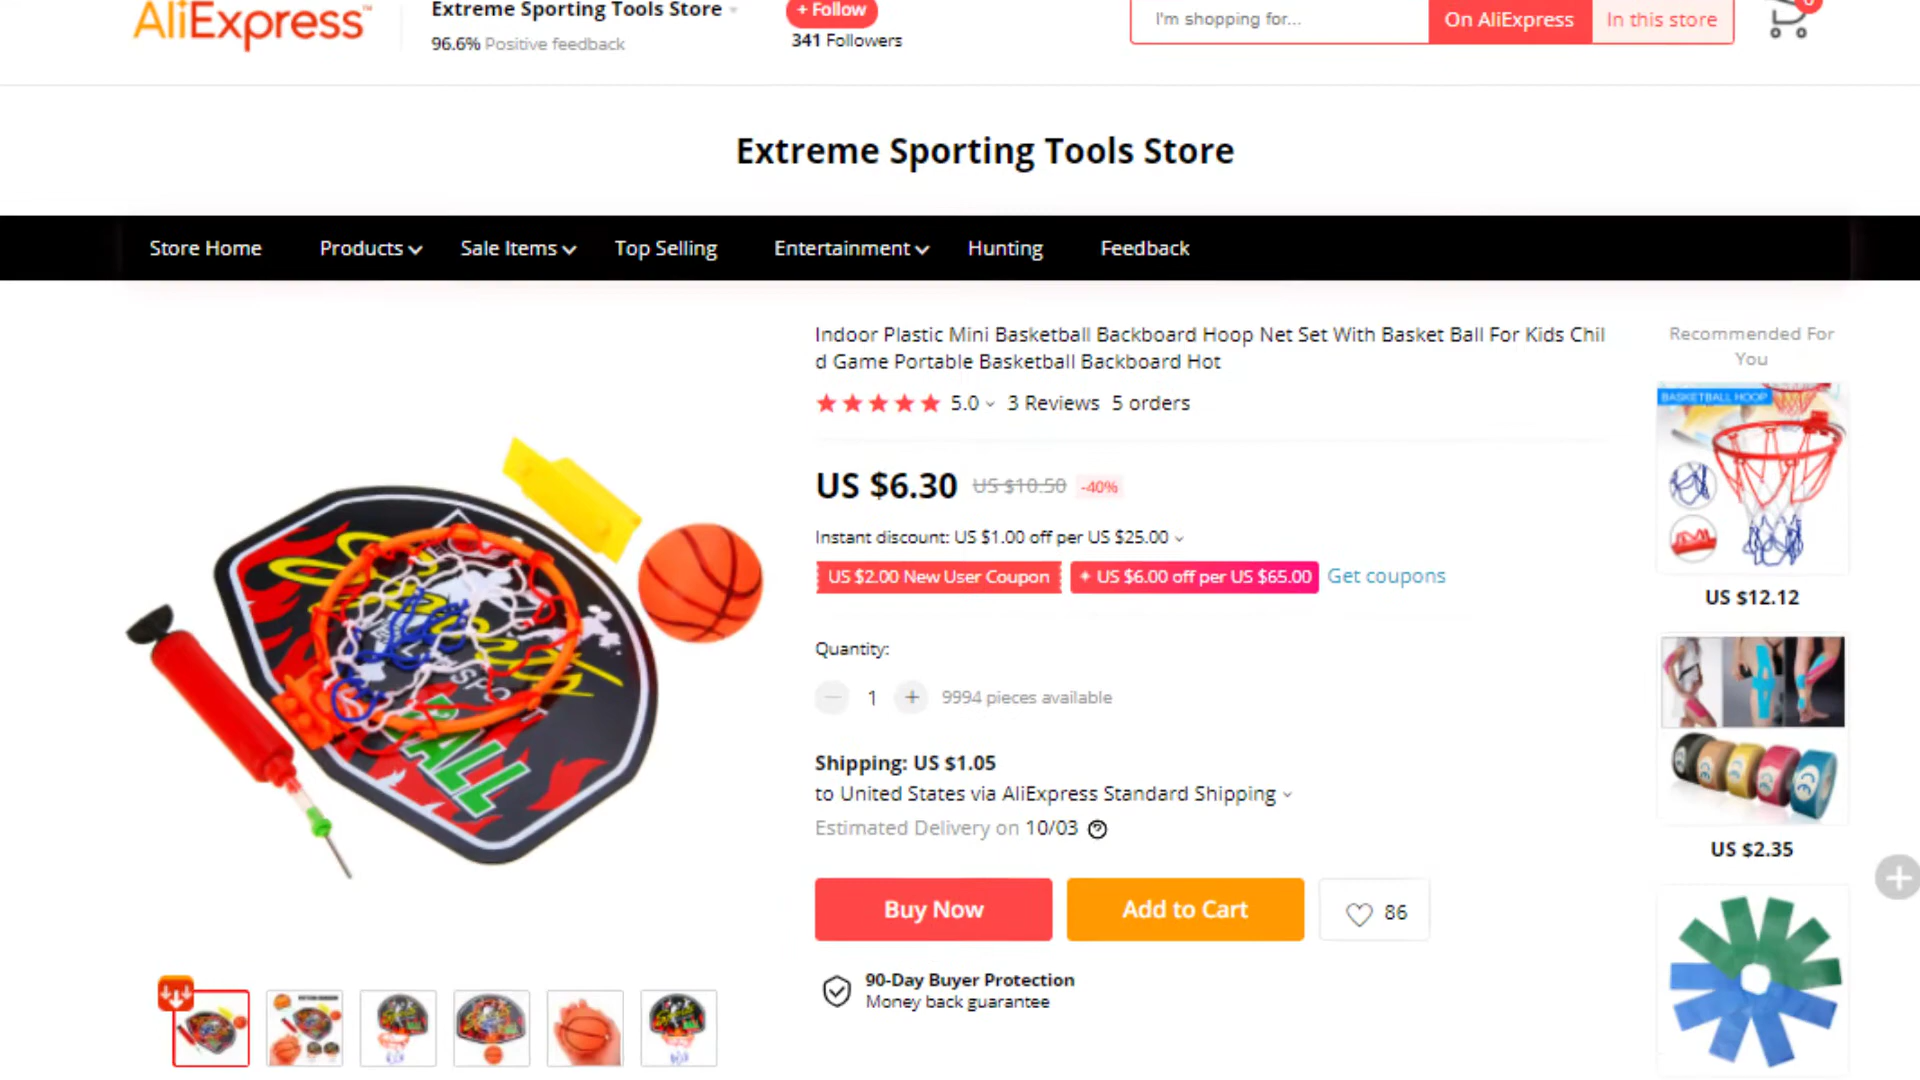 AliExpress™
Extreme Sporting Tools Store
96.6% Positive feedback
+ Follow
341 Followers
I'm shopping for...
On AliExpress
In this store
Extreme Sporting Tools Store
Store Home Products Sale Items Top Selling Entertainment Hunting Feedback
Indoor Plastic Mini Basketball Backboard Hoop Net Set With Basket Ball For Kids Chil
d Game Portable Basketball Backboard Hot
5.0 3 Reviews 5 orders
US $6.30 US $10.50 -40%
Instant discount: US $1.00 off per US $25.00
US $2.00 New User Coupon
US $6.00 off per US $65.00
Get coupons
Quantity:
1 + 9994 pieces available
Shipping: US $1.05
to United States via AliExpress Standard Shipping
Estimated Delivery on 10/03
Buy Now
Add to Cart
86
90-Day Buyer Protection
Money back guarantee
Recommended For
You
BASKETBALL HOOP
US $12.12
US $2.35
BALL